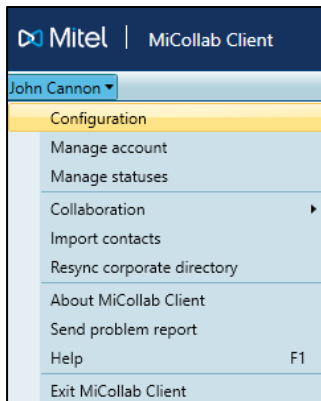 Mitel | MiCollab Client
John Cannon
Configuration
Manage account
Manage statuses
Collaboration
Import contacts
Resync corporate directory
About MiCollab Client
Send problem report
Help F1
Exit MiCollab Client